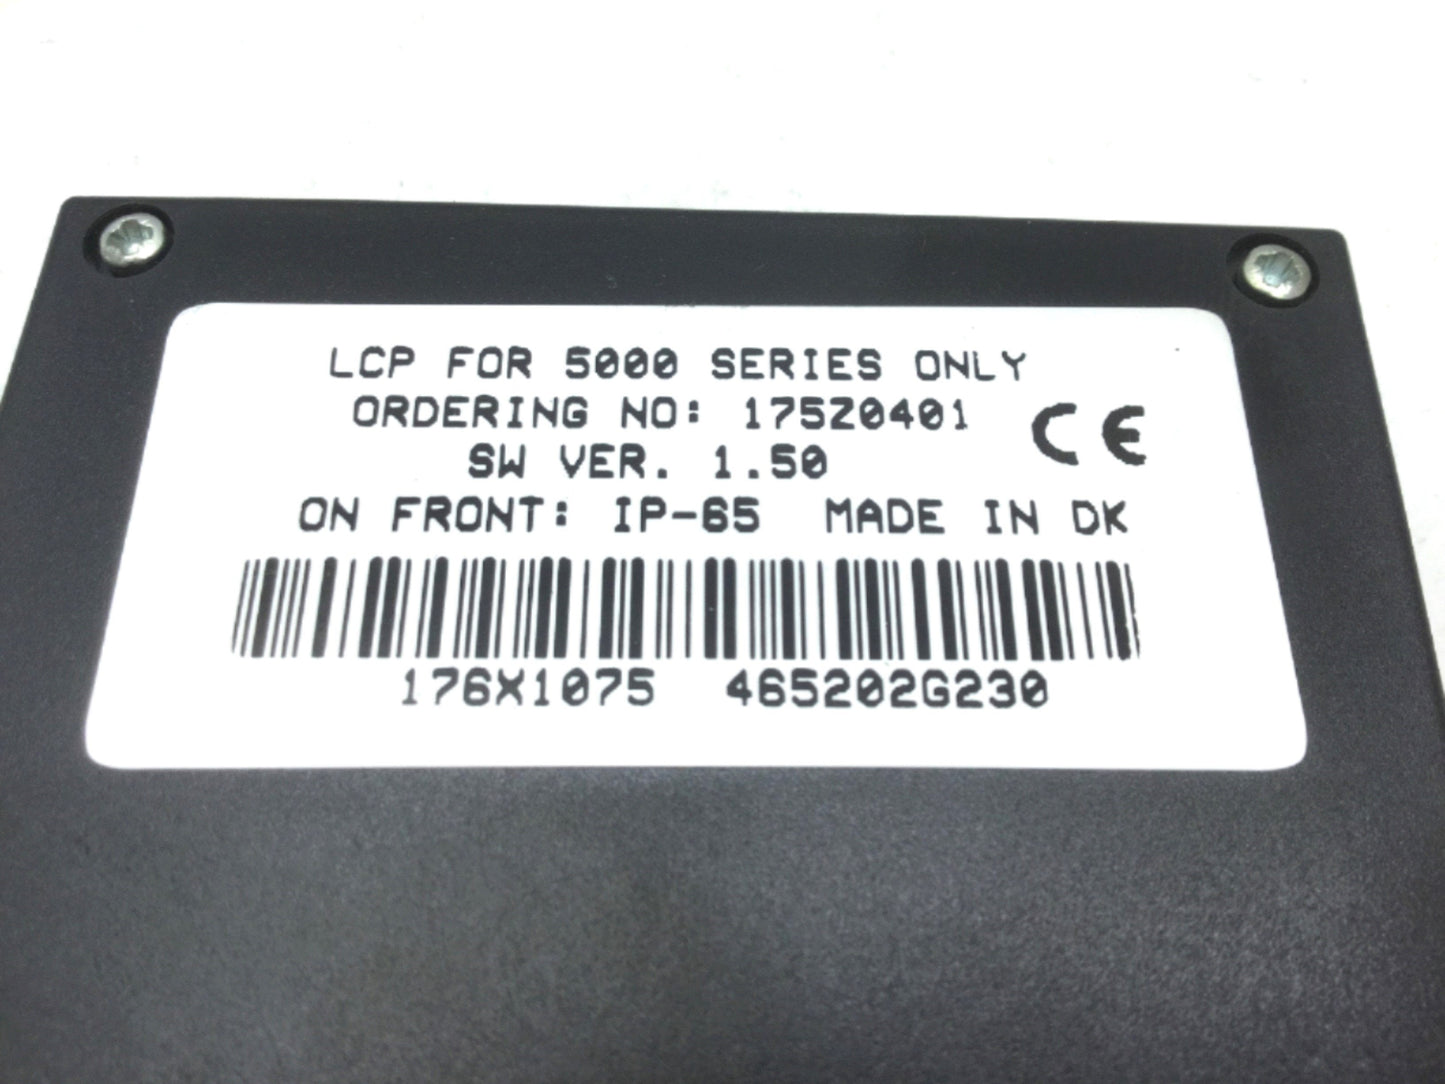 LCP FOR 5000 SERIES ONLY
ORDERING NO: 175Z0401
CE
SW VER. 1.50
ON FRONT: IP-65 MADE IN DK
176X1075 465202G230